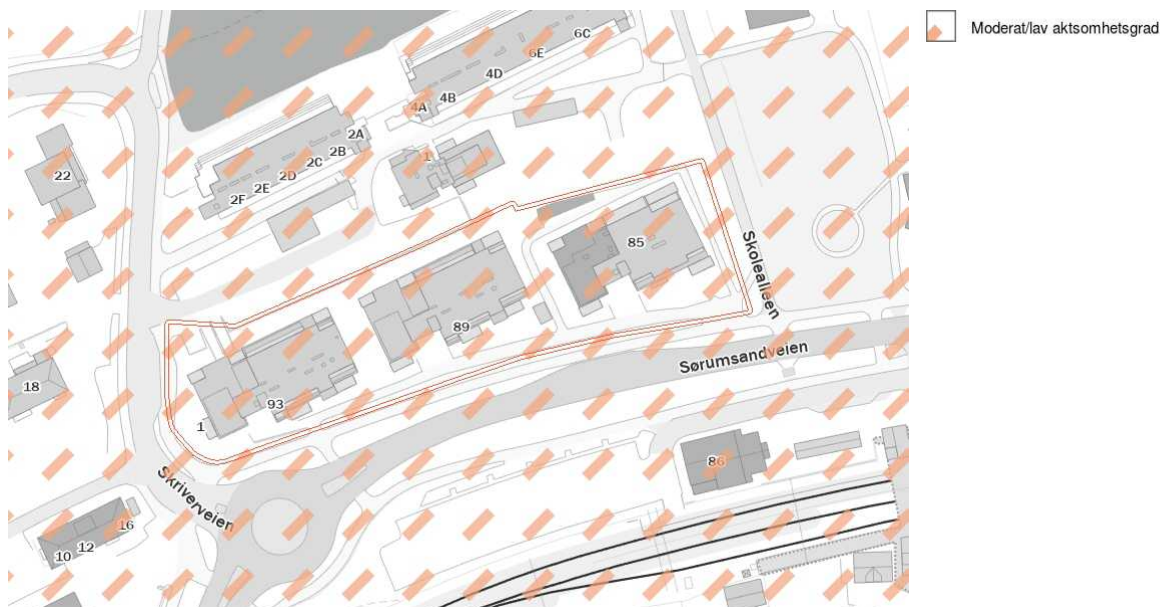 Moderat/lav aktsomhetsgrad
6C
6E
4D
4B
4A
2A
2B
2C
2D
2E
2F
1
22
85
Skolealleen
89
Sørumsandveien
18
93
1
86
Skriverveien
16
12
10